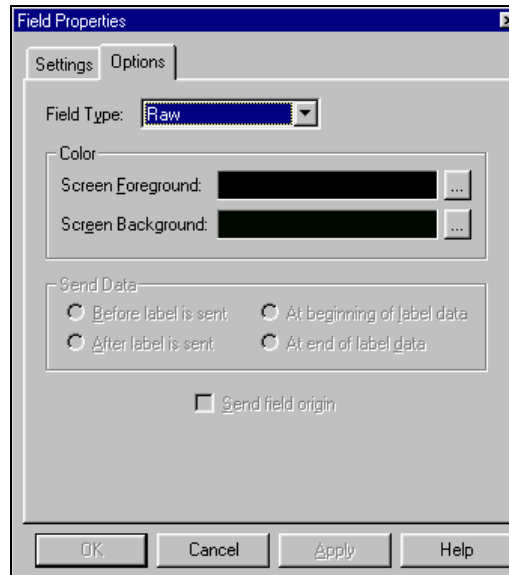 Field Properties
Settings Options
Field Type: Raw
Color
Screen Foreground: ...
Screen Background: ...
Send Data
Before label is sent At beginning of label data
After label is sent At end of label data
Send field origin
OK Cancel Apply Help